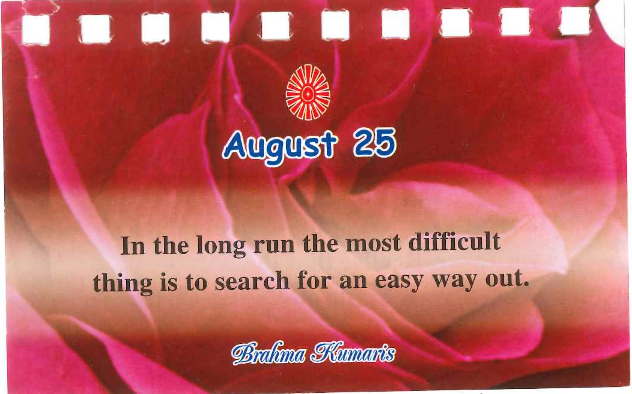 August 25
In the long run the most difficult
thing is to search for an easy way out.
Brahma Kumaris